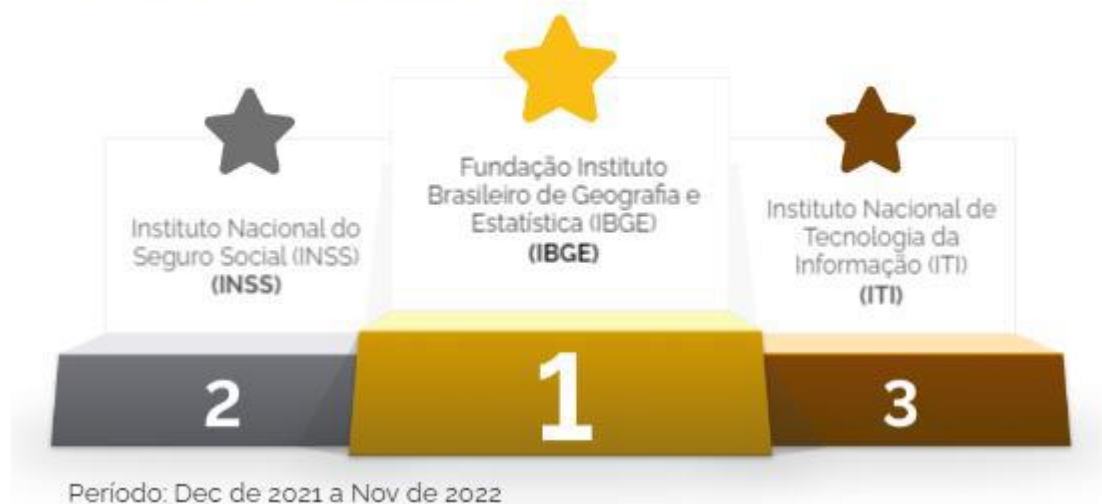 Fundação Instituto
Brasileiro de Geografia e
Estatística (IBGE)
(IBGE)
Instituto Nacional do
Seguro Social (INSS)
(INSS)
Instituto Nacional de
Tecnologia da
Informação (ITI)
(ITI)
2
1
3
Período: Dec de 2021 a Nov de 2022